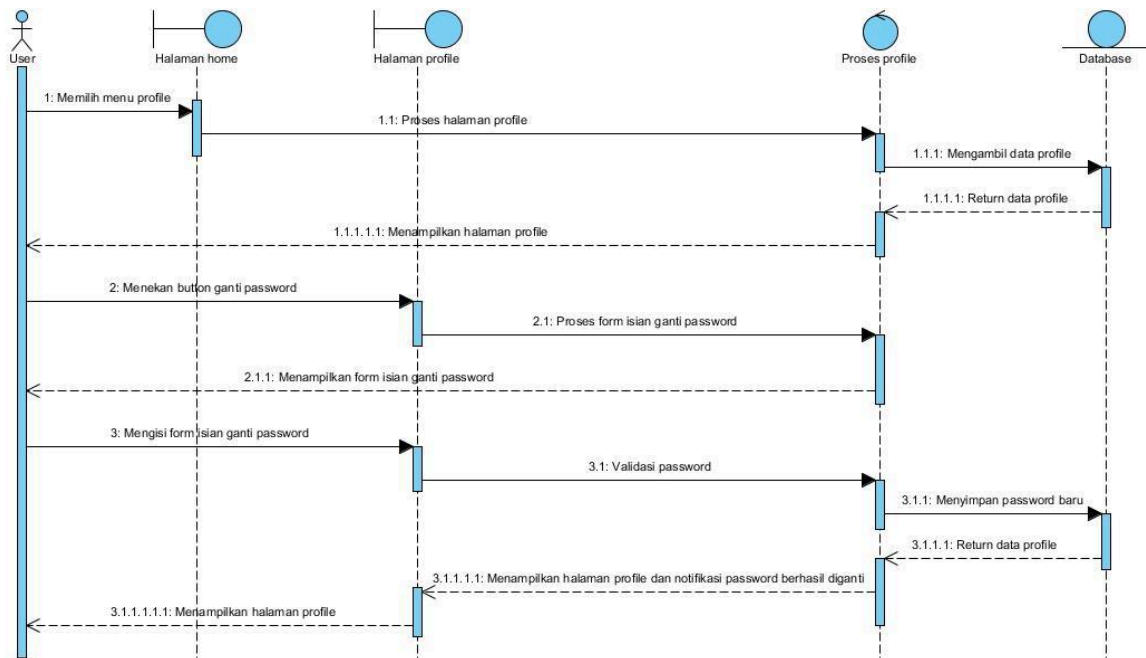 User
Halaman home
Halaman profile
Proses profile
Database
1: Memilih menu profile
1.1: Proses halaman profile
1.1.1: Mengambil data profile
1.1.1.1: Return data profile
1.1.1.1.1: Menampilkan halaman profile
2: Menekan button ganti password
2.1: Proses form isian ganti password
2.1.1: Menampilkan form isian ganti password
3: Mengisi form isian ganti password
3.1: Validasi password
3.1.1: Menyimpan password baru
3.1.1.1: Return data profile
3.1.1.1.1: Menampilkan halaman profile dan notifikasi password berhasil diganti
3.1.1.1.1.1: Menampilkan halaman profile